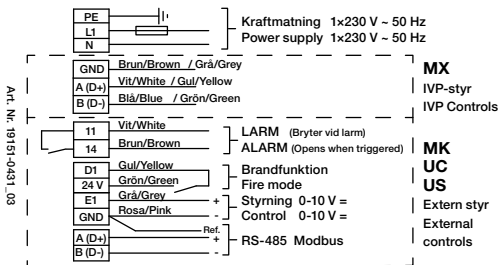 PE
L1
N
Kraftmatning 1×230 V ~ 50 Hz
Power supply 1×230 V ~ 50 Hz
GND Brun/Brown / Grå/Grey
A (D+) Vit/White / Gul/Yellow
B (D-) Blå/Blue / Grön/Green
MX
IVP-styr
IVP Controls
11 Vit/White
14 Brun/Brown
LARM (Bryter vid larm)
ALARM (Opens when triggered)
D1 Gul/Yellow
24 V Grön/Green
Brandfunktion
Fire mode
E1 Grå/Grey + Styrning 0-10 V =
GND Rosa/Pink - Control 0-10 V =
Ref.
A (D+) +
B (D-) -
RS-485 Modbus
MK
UC
US
Extern styr
External
controls
Art. Nr. 19151-0431_03